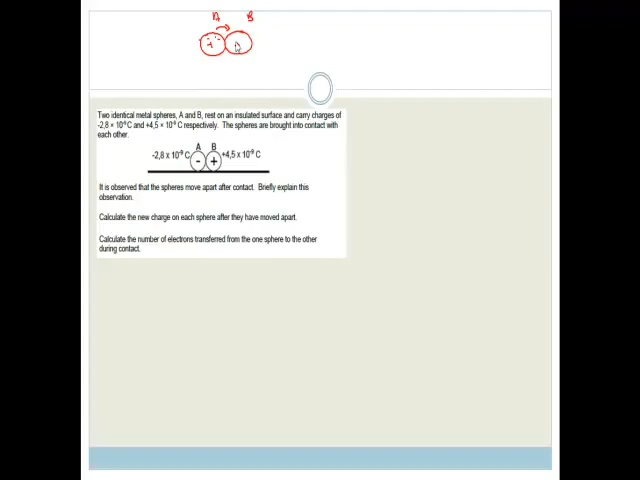 A B
Two identical metal spheres, A and B, rest on an insulated surface and carry charges of
-2,8 × 10⁻⁹ C and +4,5 × 10⁻⁹ C respectively. The spheres are brought into contact with
each other.
A B
-2,8 x 10⁻⁹ C - + +4,5 x 10⁻⁹ C
It is observed that the spheres move apart after contact. Briefly explain this
observation.
Calculate the new charge on each sphere after they have moved apart.
Calculate the number of electrons transferred from the one sphere to the other
during contact.